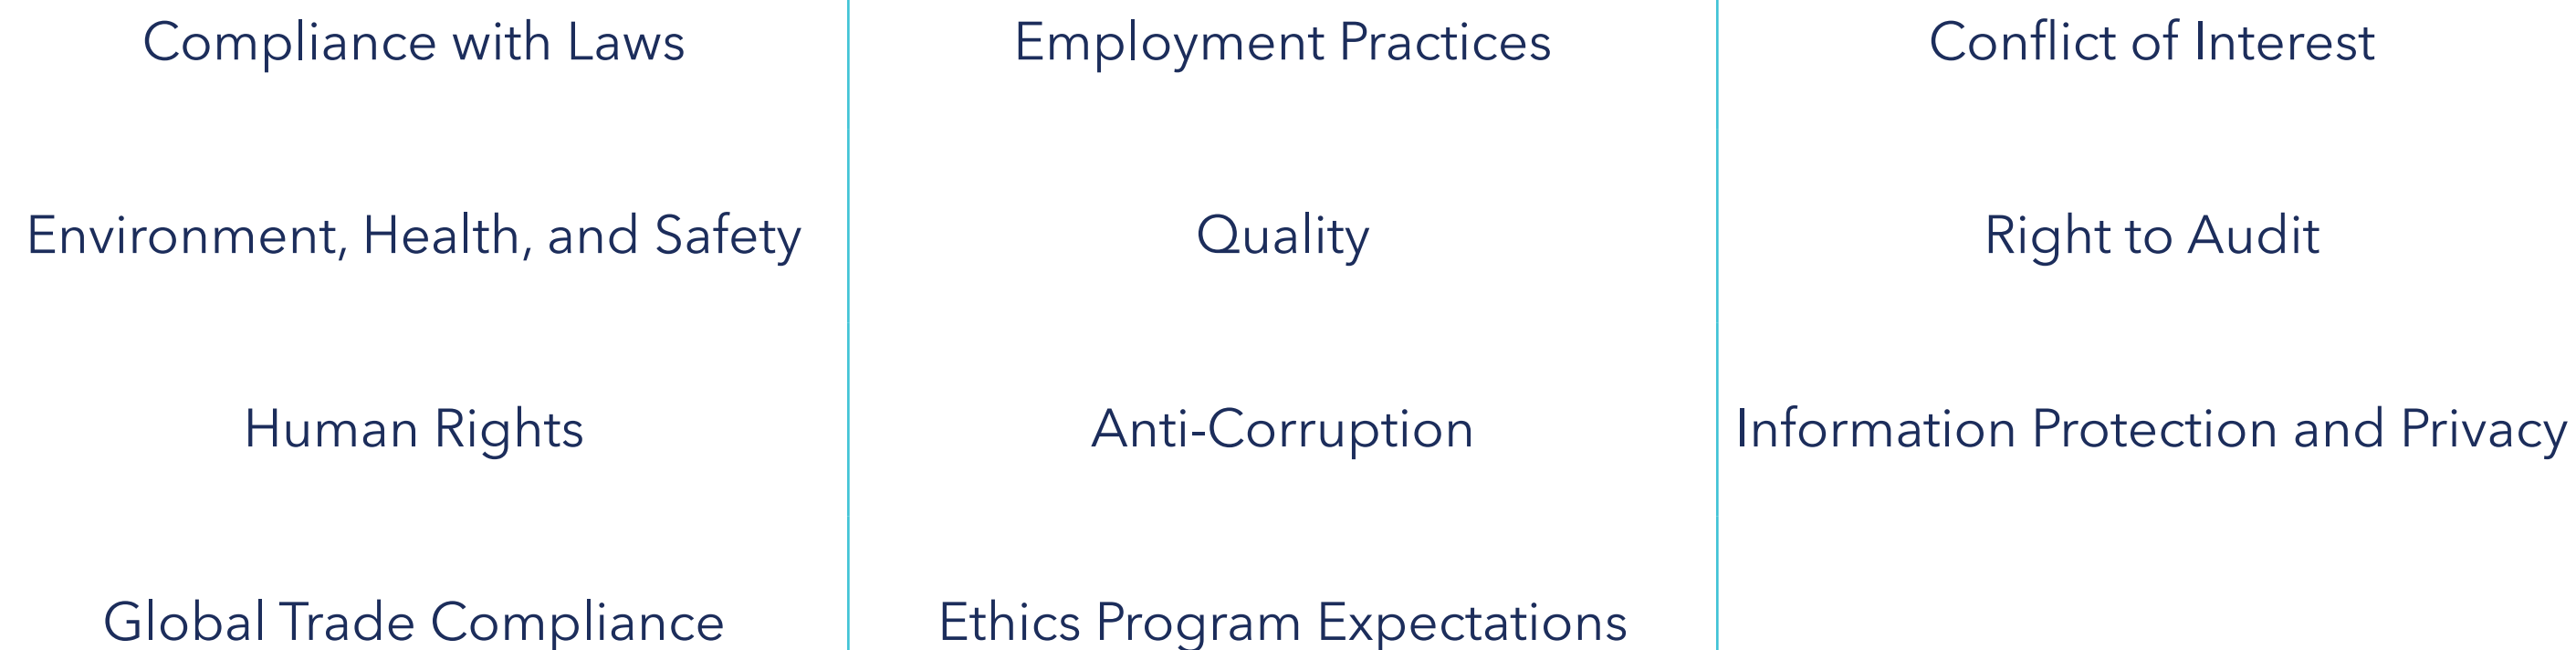 Compliance with Laws
Environment, Health, and Safety
Human Rights
Global Trade Compliance
Employment Practices
Quality
Anti-Corruption
Ethics Program Expectations
Conflict of Interest
Right to Audit
Information Protection and Privacy